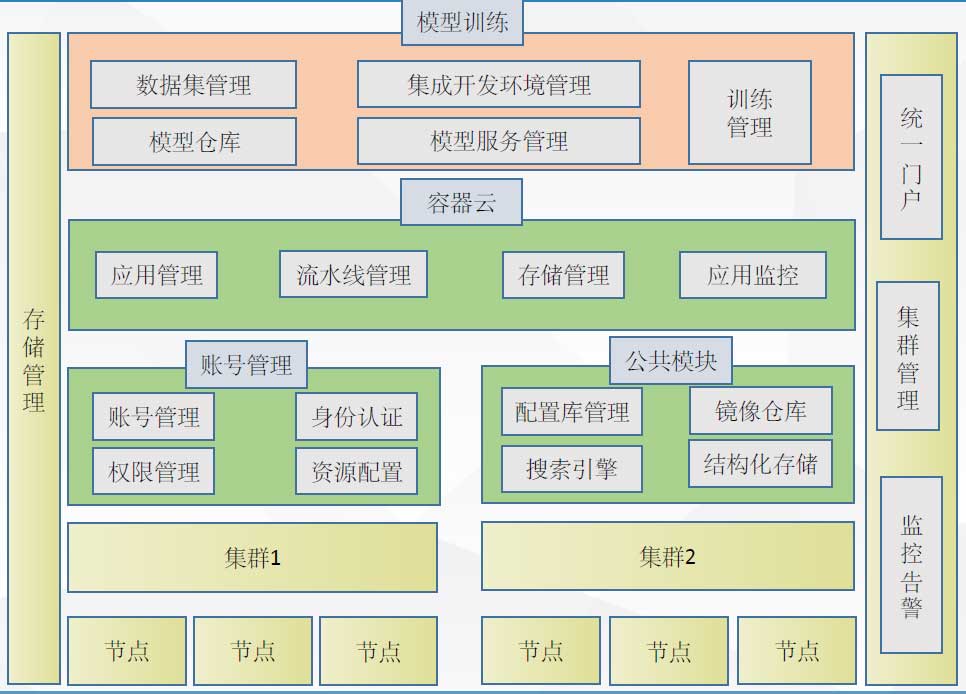 模型训练
数据集管理
集成开发环境管理
训练
管理
模型仓库
模型服务管理
容器云
应用管理
流水线管理
存储管理
应用监控
账号管理
账号管理
身份认证
权限管理
资源配置
公共模块
配置库管理
镜像仓库
搜索引擎
结构化存储
集群1
集群2
节点
节点
节点
节点
节点
节点
存储管理
统一门户
集群管理
监控告警